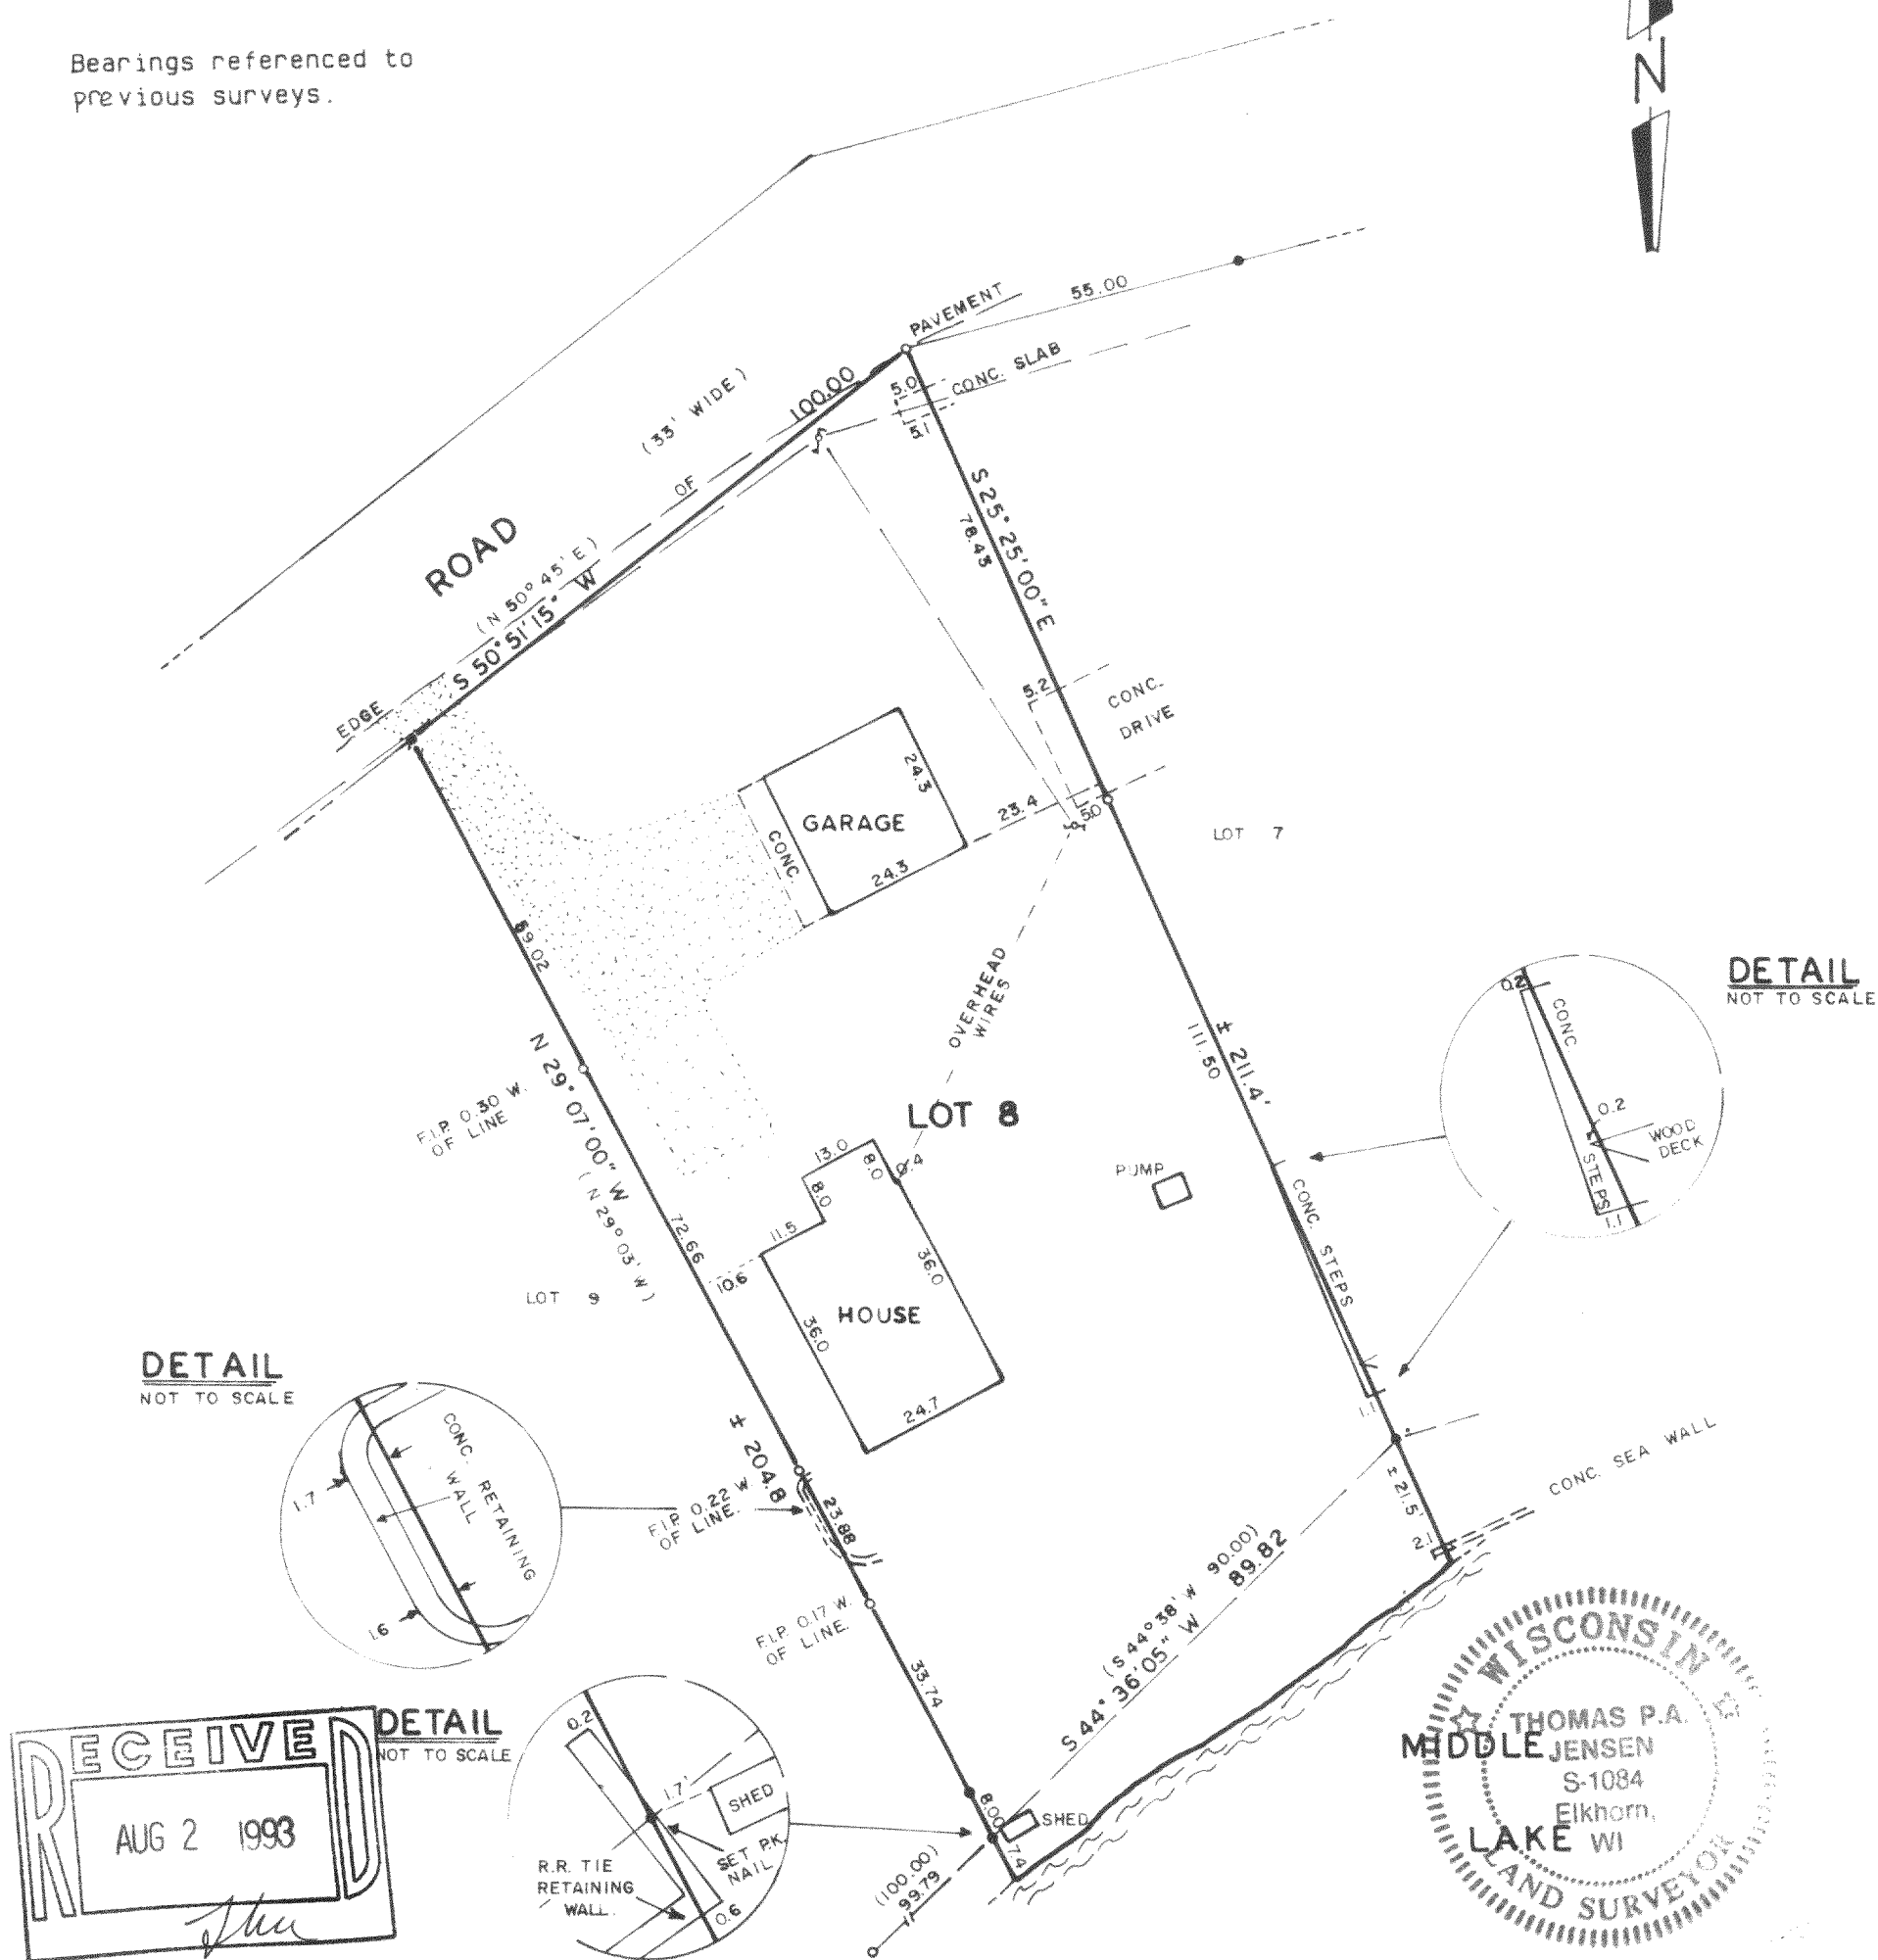 Bearings referenced to
previous surveys.
N
PAVEMENT
55.00
CONC. SLAB
5.0
5.1
(33' WIDE)
100.00
OF
ROAD
(N 50° 45' E)
S 50° 51' 15" W
EDGE
S 25° 25' 00" E
78.43
5.2
CONC.
DRIVE
5.0
GARAGE
24.3
24.3
23.4
CONC.
LOT 7
59.02
OVERHEAD
WIRES
± 211.4'
111.50
DETAIL
NOT TO SCALE
0.2
CONC.
0.2
WOOD
DECK
STEPS
1.1
N 29° 07' 00" W
(N 29° 03' W)
F.I.P. 0.30 W.
OF LINE
LOT 8
PUMP
13.0
8.0
0.4
8.0
11.5
72.66
10.6
36.0
36.0
HOUSE
24.7
CONC. STEPS
1.1
LOT 9
DETAIL
NOT TO SCALE
CONC. RETAINING
WALL
1.7
1.6
± 204.8
F.I.P. 0.22 W.
OF LINE.
23.88
CONC. SEA WALL
± 21.5'
2.1
(S 44° 38' W 90.00)
S 44° 36' 05" W 89.82
F.I.P. 0.17 W.
OF LINE.
33.74
8.00
SHED
7.4
(100.00)
99.79
DETAIL
NOT TO SCALE
0.2
1.7'
SHED
SET P.K.
NAIL
R.R. TIE
RETAINING
WALL.
0.6
RECEIVED
AUG 2 1993
MIDDLE
LAKE
WISCONSIN
THOMAS P.A.
JENSEN
S-1084
Elkhorn,
WI
LAND SURVEYOR